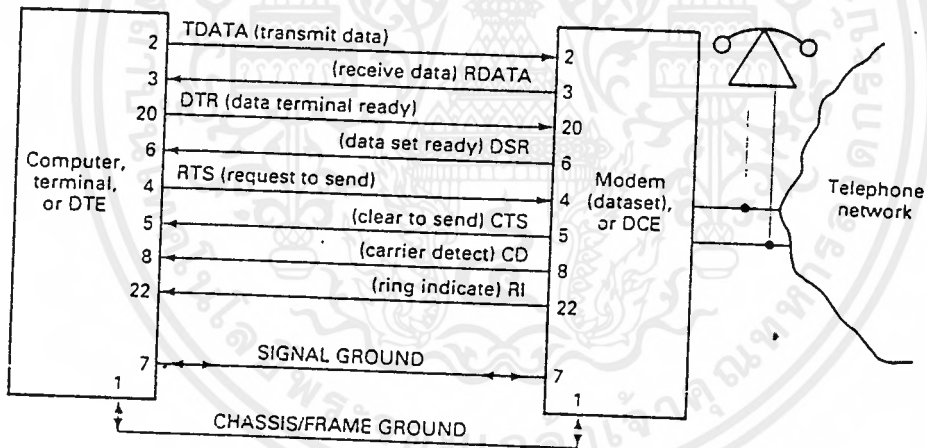 TDATA (transmit data)
2
2
(receive data) RDATA
3
3
DTR (data terminal ready)
20
20
(data set ready) DSR
6
6
Computer,
terminal,
or DTE
RTS (request to send)
4
4
Modem
(dataset),
or DCE
Telephone
network
(clear to send) CTS
5
5
(carrier detect) CD
8
8
(ring indicate) RI
22
22
SIGNAL GROUND
7
7
1
1
CHASSIS/FRAME GROUND